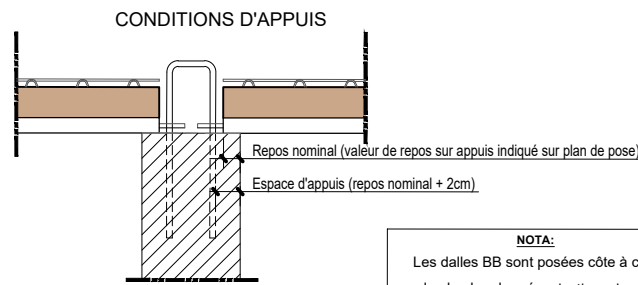 CONDITIONS D'APPUIS
Repos nominal (valeur de repos sur appuis indiqué sur plan de pose)
Espace d'appuis (repos nominal + 2cm)
NOTA:
Les dalles BB sont posées côte à c